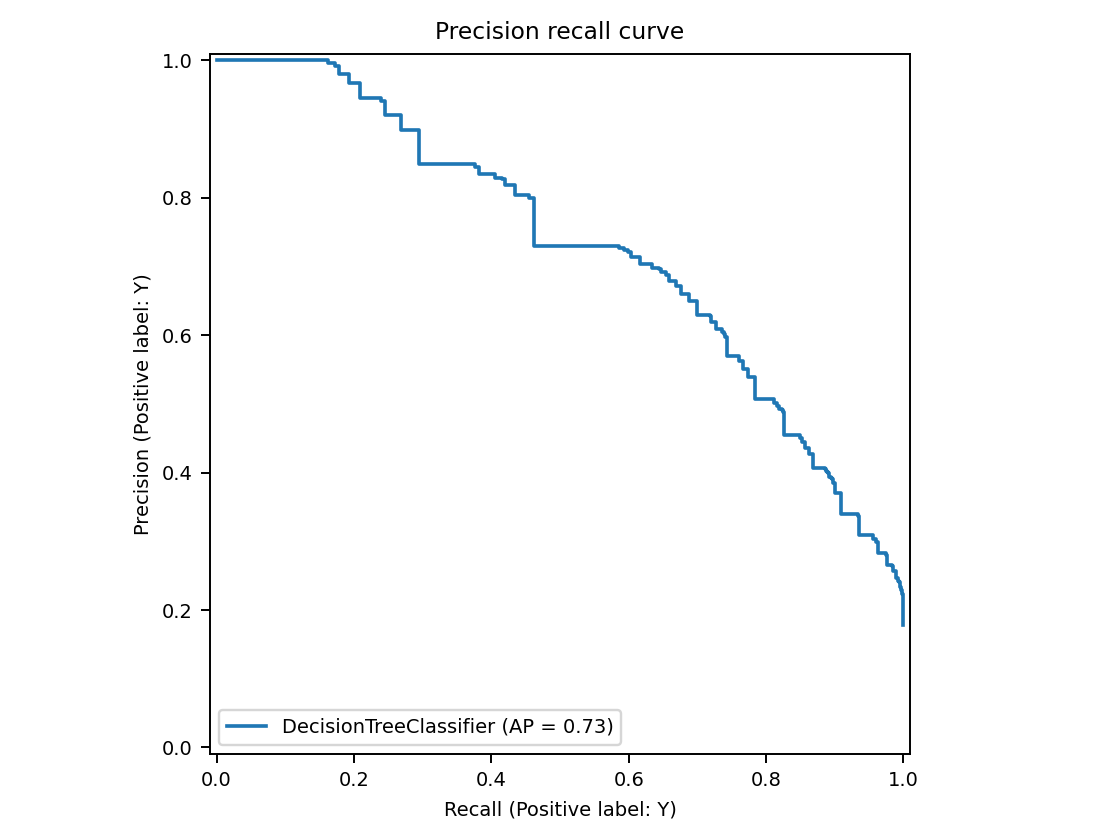 Precision recall curve
1.0
0.8
0.6
0.4
0.2
0.0
Precision (Positive label: Y)
DecisionTreeClassifier (AP = 0.73)
0.0 0.2 0.4 0.6 0.8 1.0
Recall (Positive label: Y)